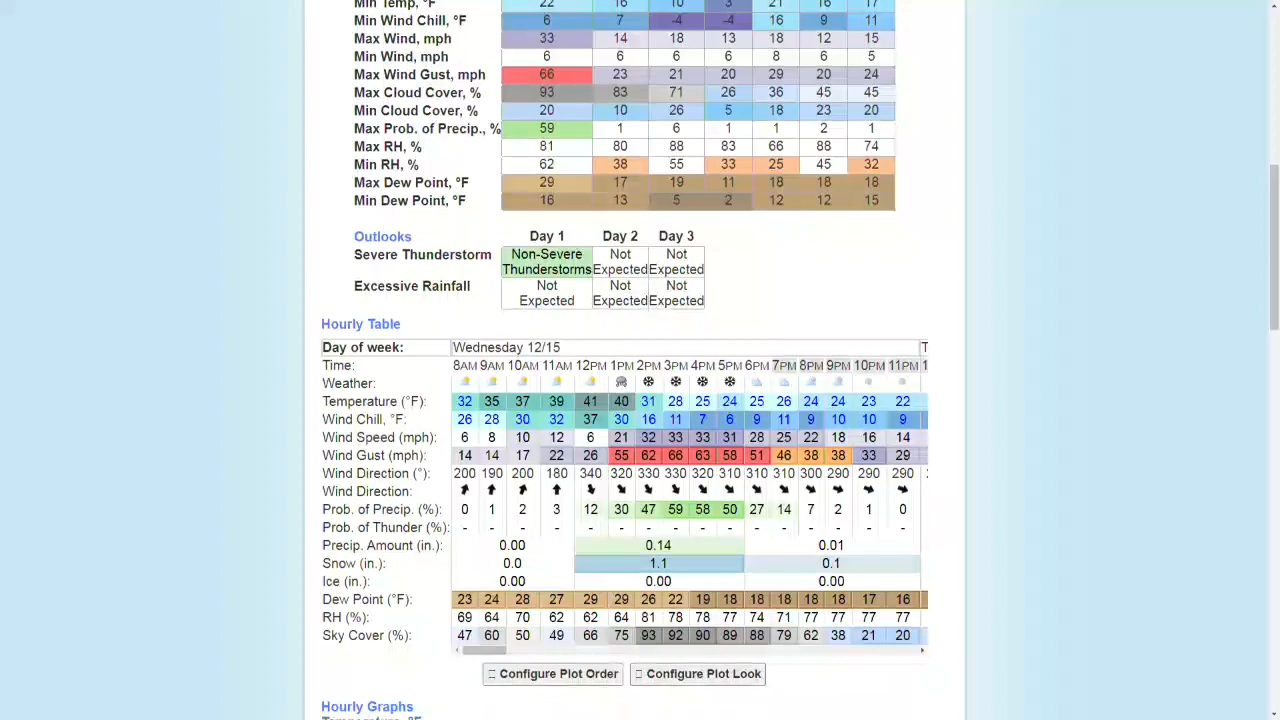 Min Temp, °F 22 16 10 3 21 16 17
Min Wind Chill, °F 6 7 -4 -4 16 9 11
Max Wind, mph 33 14 18 13 18 12 15
Min Wind, mph 6 6 6 6 8 6 5
Max Wind Gust, mph 66 23 21 20 29 20 24
Max Cloud Cover, % 93 83 71 26 36 45 45
Min Cloud Cover, % 20 10 26 5 18 23 20
Max Prob. of Precip., % 59 1 6 1 1 2 1
Max RH, % 81 80 88 83 66 88 74
Min RH, % 62 38 55 33 25 45 32
Max Dew Point, °F 29 17 19 11 18 18 18
Min Dew Point, °F 16 13 5 2 12 12 15
Outlooks Day 1 Day 2 Day 3
Severe Thunderstorm Non-Severe Not Not
Thunderstorms Expected Expected
Excessive Rainfall Not Not Not
Expected Expected Expected
Hourly Table
Day of week: Wednesday 12/15 T
Time: 8AM 9AM 10AM 11AM 12PM 1PM 2PM 3PM 4PM 5PM 6PM 7PM 8PM 9PM 10PM 11PM 1
Weather:
Temperature (°F): 32 35 37 39 41 40 31 28 25 24 25 26 24 24 23 22
Wind Chill, °F: 26 28 30 32 37 30 16 11 7 6 9 11 9 10 10 9
Wind Speed (mph): 6 8 10 12 6 21 32 33 33 31 28 25 22 18 16 14
Wind Gust (mph): 14 14 17 22 26 55 62 66 63 58 51 46 38 38 33 29
Wind Direction (°): 200 190 200 180 340 320 330 330 320 310 310 310 300 290 290 290
Wind Direction:
Prob. of Precip. (%): 0 1 2 3 12 30 47 59 58 50 27 14 7 2 1 0
Prob. of Thunder (%): - - - - - - - - - - - - - - - -
Precip. Amount (in.): 0.00 0.14 0.01
Snow (in.): 0.0 1.1 0.1
Ice (in.): 0.00 0.00 0.00
Dew Point (°F): 23 24 28 27 29 29 26 22 19 18 18 18 18 18 17 16
RH (%): 69 64 70 62 62 64 81 78 78 77 74 71 77 77 77 77
Sky Cover (%): 47 60 50 49 66 75 93 92 90 89 88 79 62 38 21 20
Configure Plot Order Configure Plot Look
Hourly Graphs
Temperature, °F